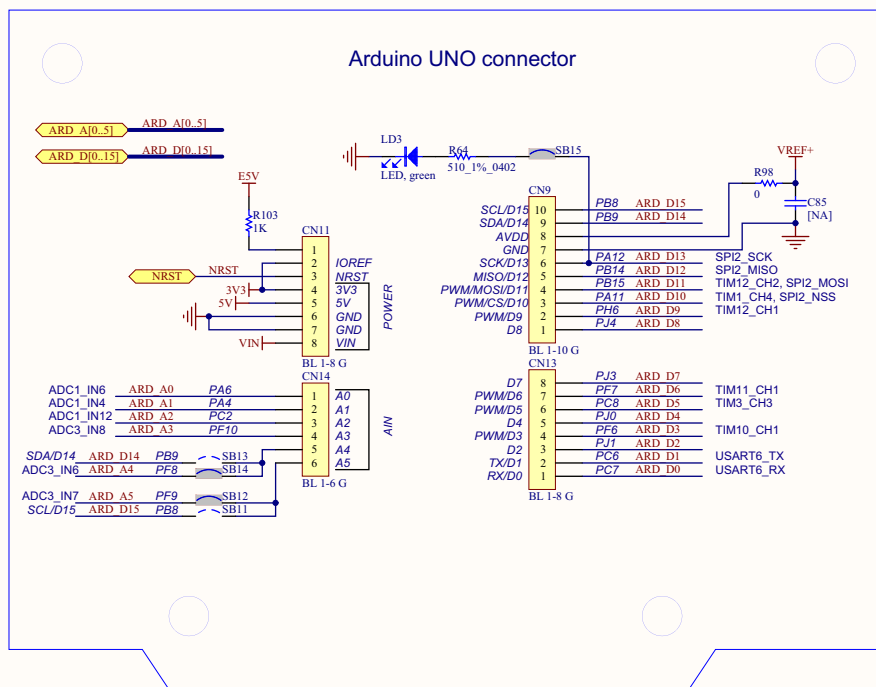 Arduino UNO connector
ARD_A[0..5] ARD_A[0..5]
ARD_D[0..15] ARD_D[0..15]
LD3
LED, green
R64
510_1%_0402
SB15
VREF+
R98
0
C85
[NA]
E5V
R103
1K
CN11
1
2 IOREF
NRST NRST 3 NRST
3V3 4 3V3
5V 5 5V
6 GND
7 GND
VIN 8 VIN
POWER
BL 1-8 G
CN14
ADC1_IN6 ARD_A0 PA6 1 A0
ADC1_IN4 ARD_A1 PA4 2 A1
ADC1_IN12 ARD_A2 PC2 3 A2
ADC3_IN8 ARD_A3 PF10 4 A3
5 A4
6 A5
AIN
BL 1-6 G
SDA/D14 ARD_D14 PB9 SB13
ADC3_IN6 ARD_A4 PF8 SB14
ADC3_IN7 ARD_A5 PF9 SB12
SCL/D15 ARD_D15 PB8 SB11
CN9
SCL/D15 10 PB8 ARD_D15
SDA/D14 9 PB9 ARD_D14
AVDD 8
GND 7
SCK/D13 6 PA12 ARD_D13 SPI2_SCK
MISO/D12 5 PB14 ARD_D12 SPI2_MISO
PWM/MOSI/D11 4 PB15 ARD_D11 TIM12_CH2, SPI2_MOSI
PWM/CS/D10 3 PA11 ARD_D10 TIM1_CH4, SPI2_NSS
PWM/D9 2 PH6 ARD_D9 TIM12_CH1
D8 1 PJ4 ARD_D8
BL 1-10 G
CN13
D7 8 PJ3 ARD_D7
PWM/D6 7 PF7 ARD_D6 TIM11_CH1
PWM/D5 6 PC8 ARD_D5 TIM3_CH3
D4 5 PJ0 ARD_D4
PWM/D3 4 PF6 ARD_D3 TIM10_CH1
D2 3 PJ1 ARD_D2
TX/D1 2 PC6 ARD_D1 USART6_TX
RX/D0 1 PC7 ARD_D0 USART6_RX
BL 1-8 G